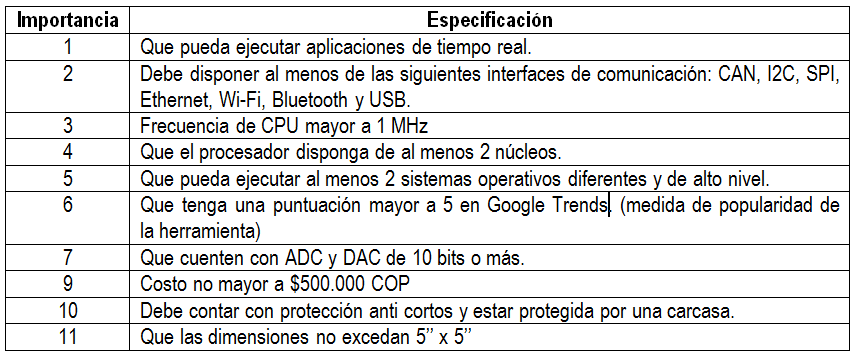 Importancia Especificación
1 Que pueda ejecutar aplicaciones de tiempo real.
2 Debe disponer al menos de las siguientes interfaces de comunicación: CAN, I2C, SPI,
Ethernet, Wi-Fi, Bluetooth y USB.
3 Frecuencia de CPU mayor a 1 MHz
4 Que el procesador disponga de al menos 2 núcleos.
5 Que pueda ejecutar al menos 2 sistemas operativos diferentes y de alto nivel.
6 Que tenga una puntuación mayor a 5 en Google Trends. (medida de popularidad de
la herramienta)
7 Que cuenten con ADC y DAC de 10 bits o más.
9 Costo no mayor a $500.000 COP
10 Debe contar con protección anti cortos y estar protegida por una carcasa.
11 Que las dimensiones no excedan 5’’ x 5’’